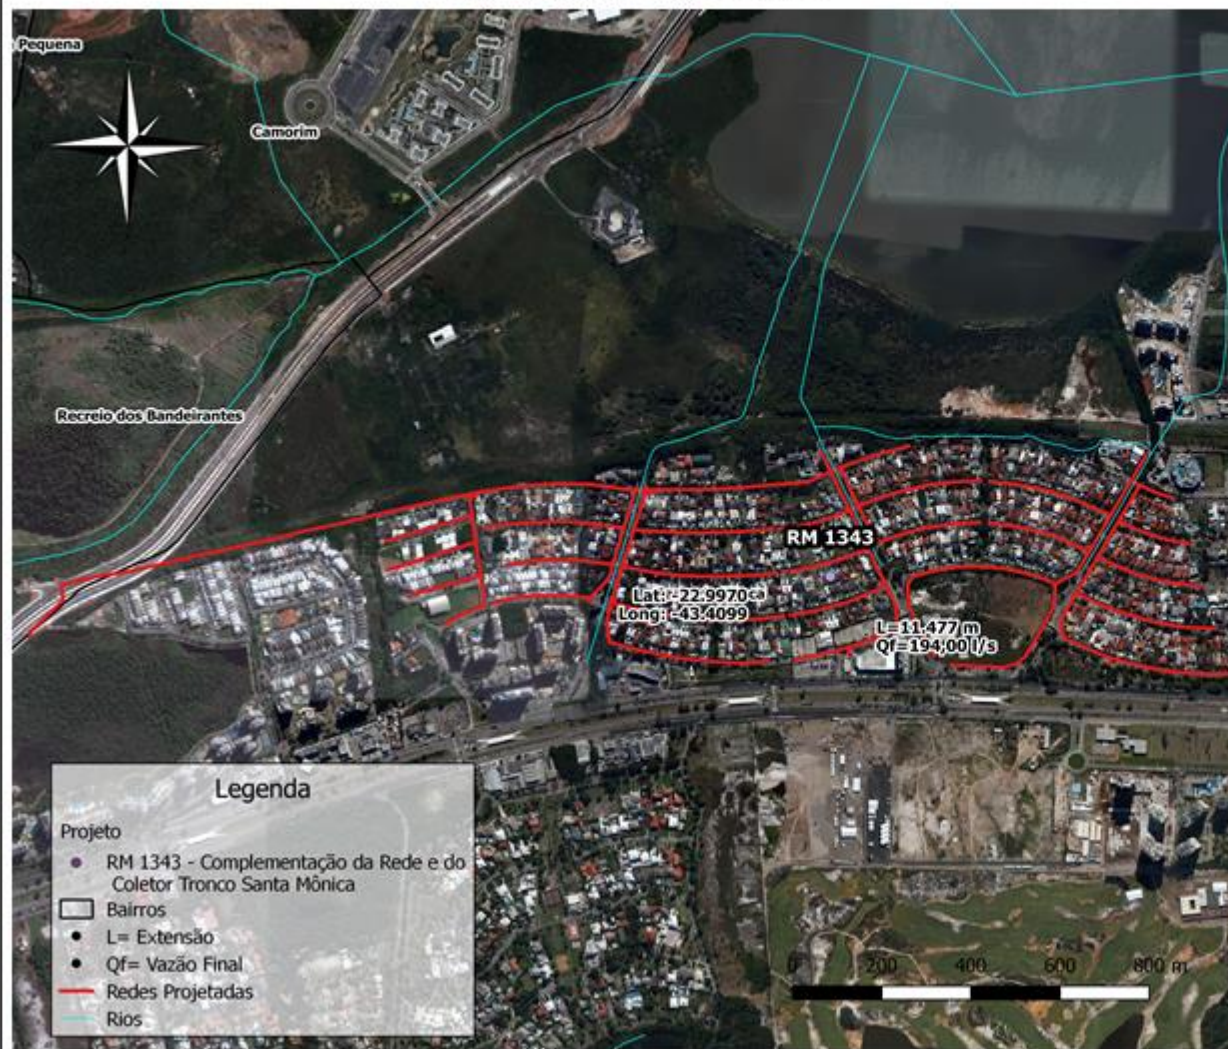 Pequena
Camorim
Recreio dos Bandeirantes
RM 1343
Lat: -22.9970
Long: -43.4099
L=11.477 m
Qf=194,00 l/s
Legenda
Projeto
RM 1343 - Complementação da Rede e do
Coletor Tronco Santa Mônica
Bairros
L= Extensão
Qf= Vazão Final
Redes Projetadas
Rios
0 200 400 600 800 m